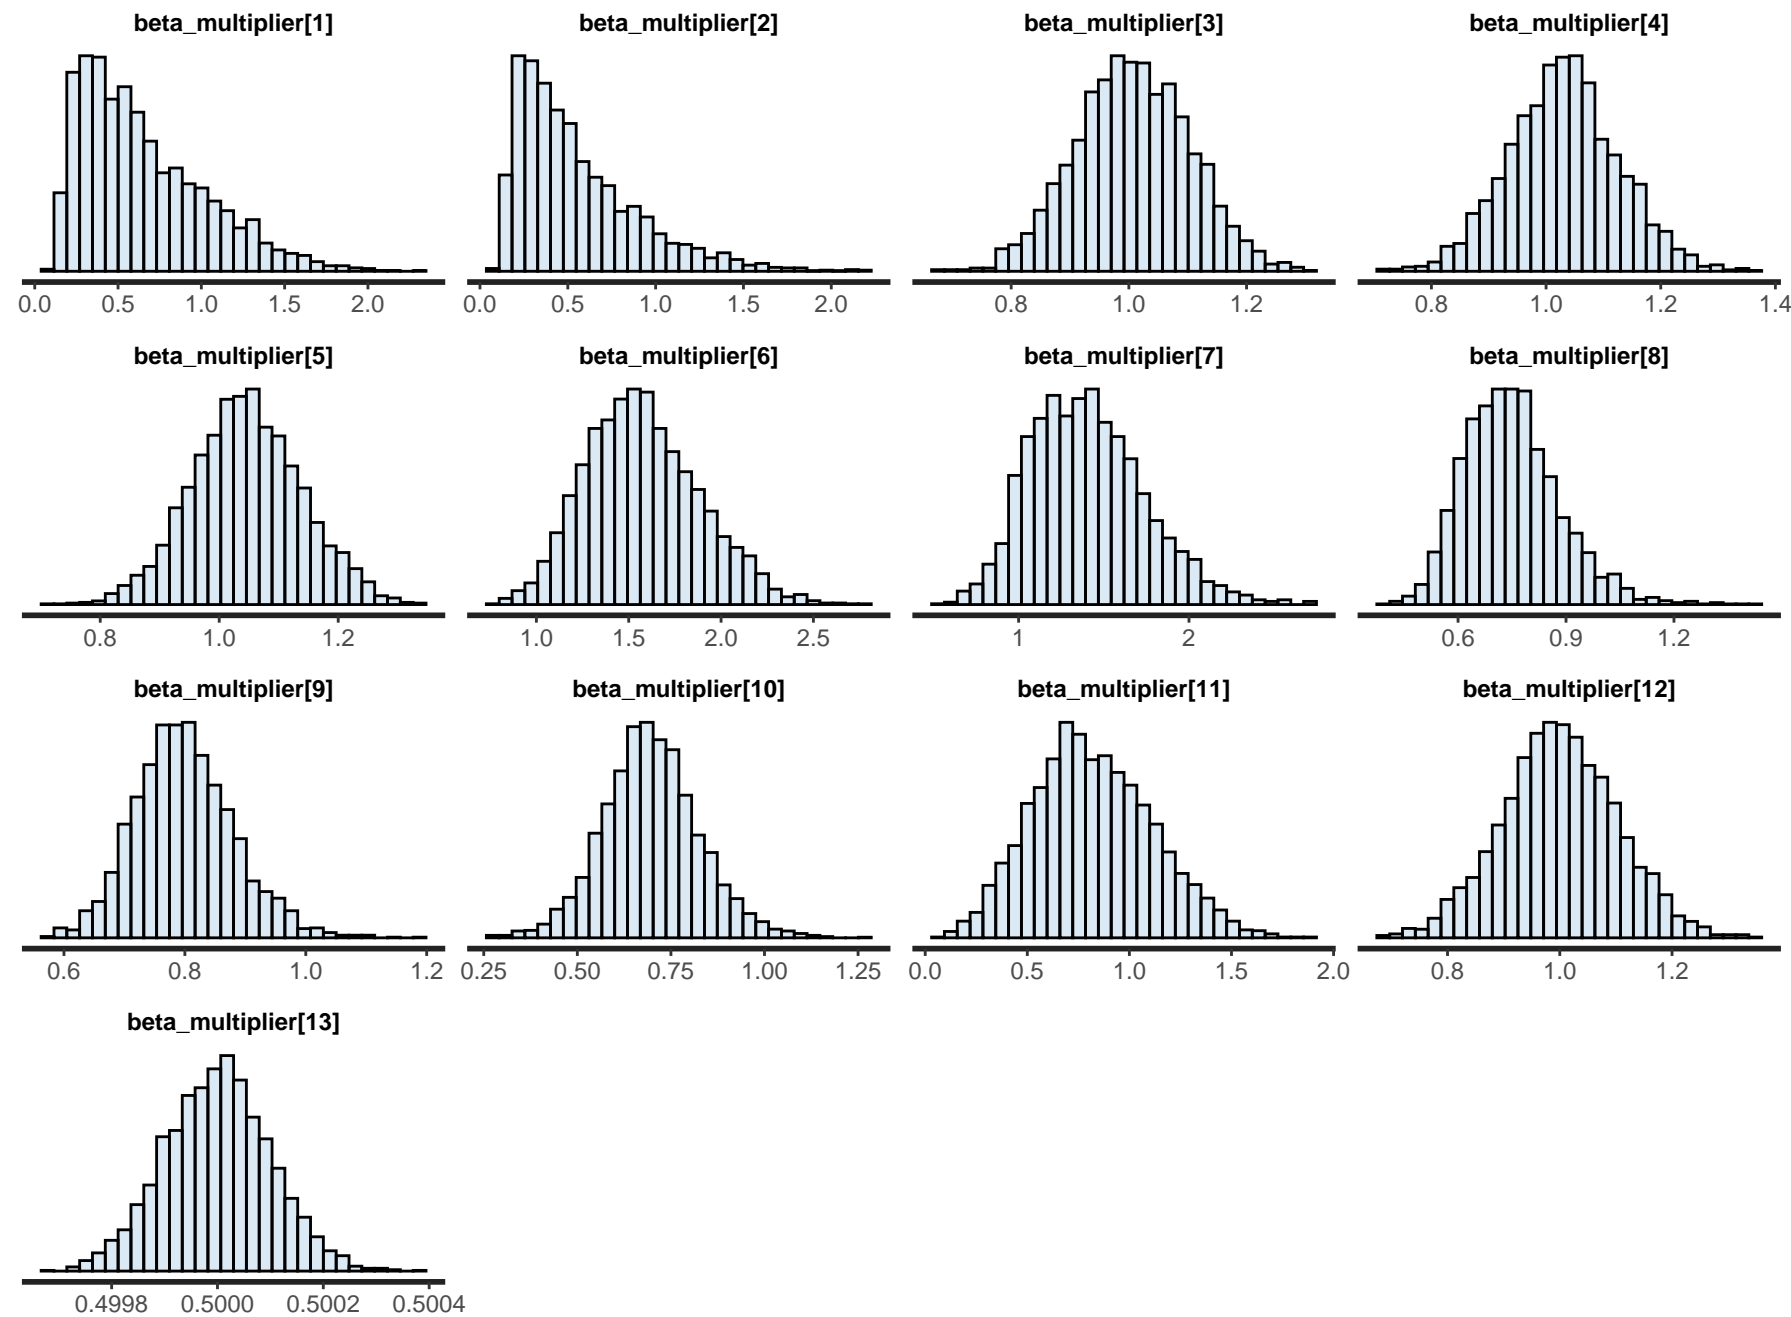 beta_multiplier[1] beta_multiplier[2] beta_multiplier[3] beta_multiplier[4]
0.0 0.5 1.0 1.5 2.0 0.0 0.5 1.0 1.5 2.0 0.8 1.0 1.2 0.8 1.0 1.2 1.4
beta_multiplier[5] beta_multiplier[6] beta_multiplier[7] beta_multiplier[8]
0.8 1.0 1.2 1.0 1.5 2.0 2.5 1 2 0.6 0.9 1.2
beta_multiplier[9] beta_multiplier[10] beta_multiplier[11] beta_multiplier[12]
0.6 0.8 1.0 1.2 0.25 0.50 0.75 1.00 1.25 0.0 0.5 1.0 1.5 2.0 0.8 1.0 1.2
beta_multiplier[13]
0.4998 0.5000 0.5002 0.5004